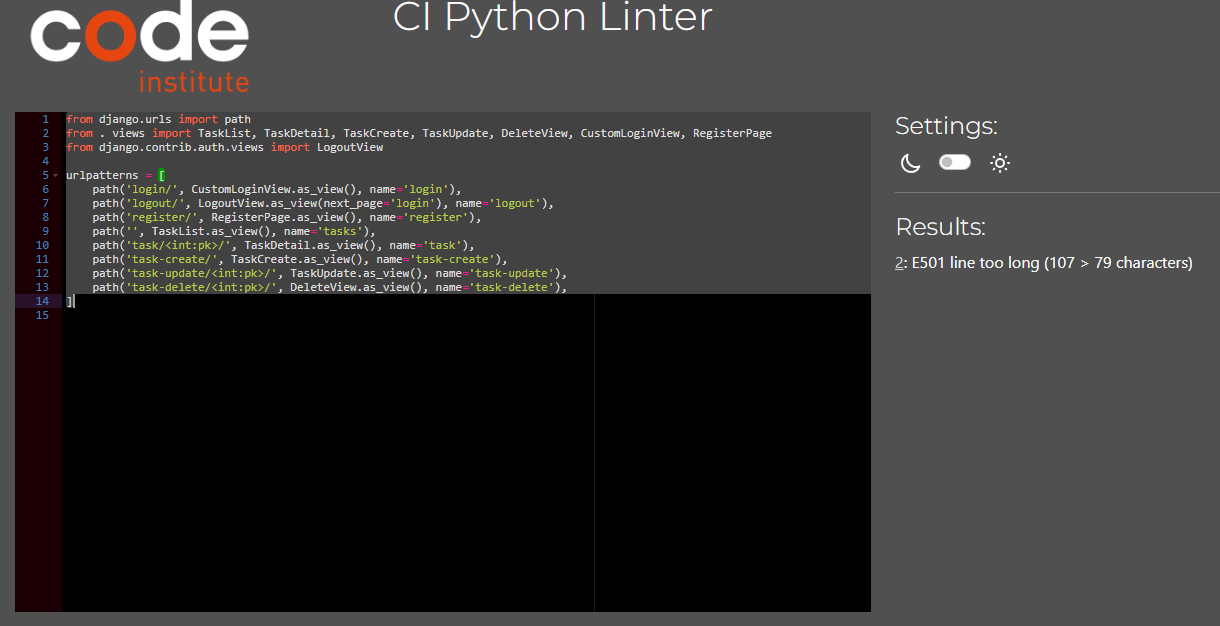 code
institute
CI Python Linter
1 from django.urls import path
2 from . views import TaskList, TaskDetail, TaskCreate, TaskUpdate, DeleteView, CustomLoginView, RegisterPage
3 from django.contrib.auth.views import LogoutView
4
5 urlpatterns = [
6     path('login/', CustomLoginView.as_view(), name='login'),
7     path('logout/', LogoutView.as_view(next_page='login'), name='logout'),
8     path('register/', RegisterPage.as_view(), name='register'),
9     path('', TaskList.as_view(), name='tasks'),
10     path('task/<int:pk>/', TaskDetail.as_view(), name='task'),
11     path('task-create/', TaskCreate.as_view(), name='task-create'),
12     path('task-update/<int:pk>/', TaskUpdate.as_view(), name='task-update'),
13     path('task-delete/<int:pk>/', DeleteView.as_view(), name='task-delete'),
14 ]
15
Settings:
Results:
2: E501 line too long (107 > 79 characters)